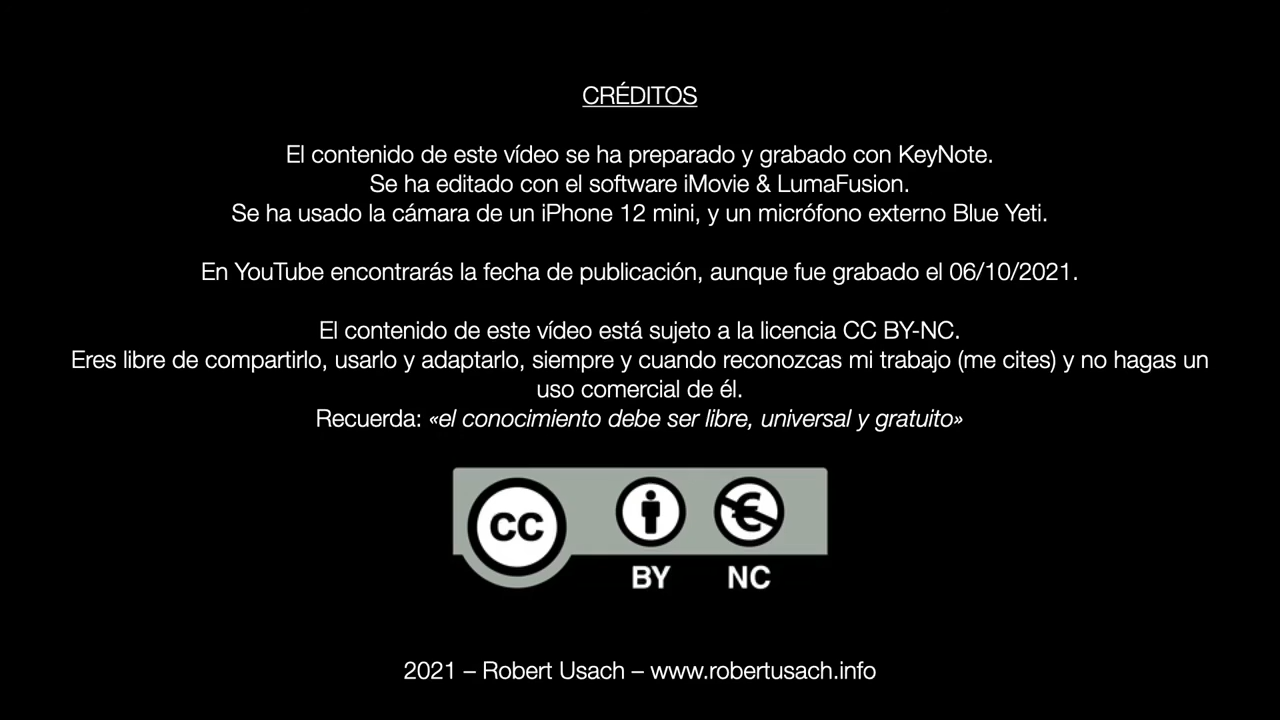 CRÉDITOS
El contenido de este vídeo se ha preparado y grabado con KeyNote.
Se ha editado con el software iMovie & LumaFusion.
Se ha usado la cámara de un iPhone 12 mini, y un micrófono externo Blue Yeti.
En YouTube encontrarás la fecha de publicación, aunque fue grabado el 06/10/2021.
El contenido de este vídeo está sujeto a la licencia CC BY-NC.
Eres libre de compartirlo, usarlo y adaptarlo, siempre y cuando reconozcas mi trabajo (me cites) y no hagas un
uso comercial de él.
Recuerda: «el conocimiento debe ser libre, universal y gratuito»
CC
BY NC
2021 – Robert Usach – www.robertusach.info